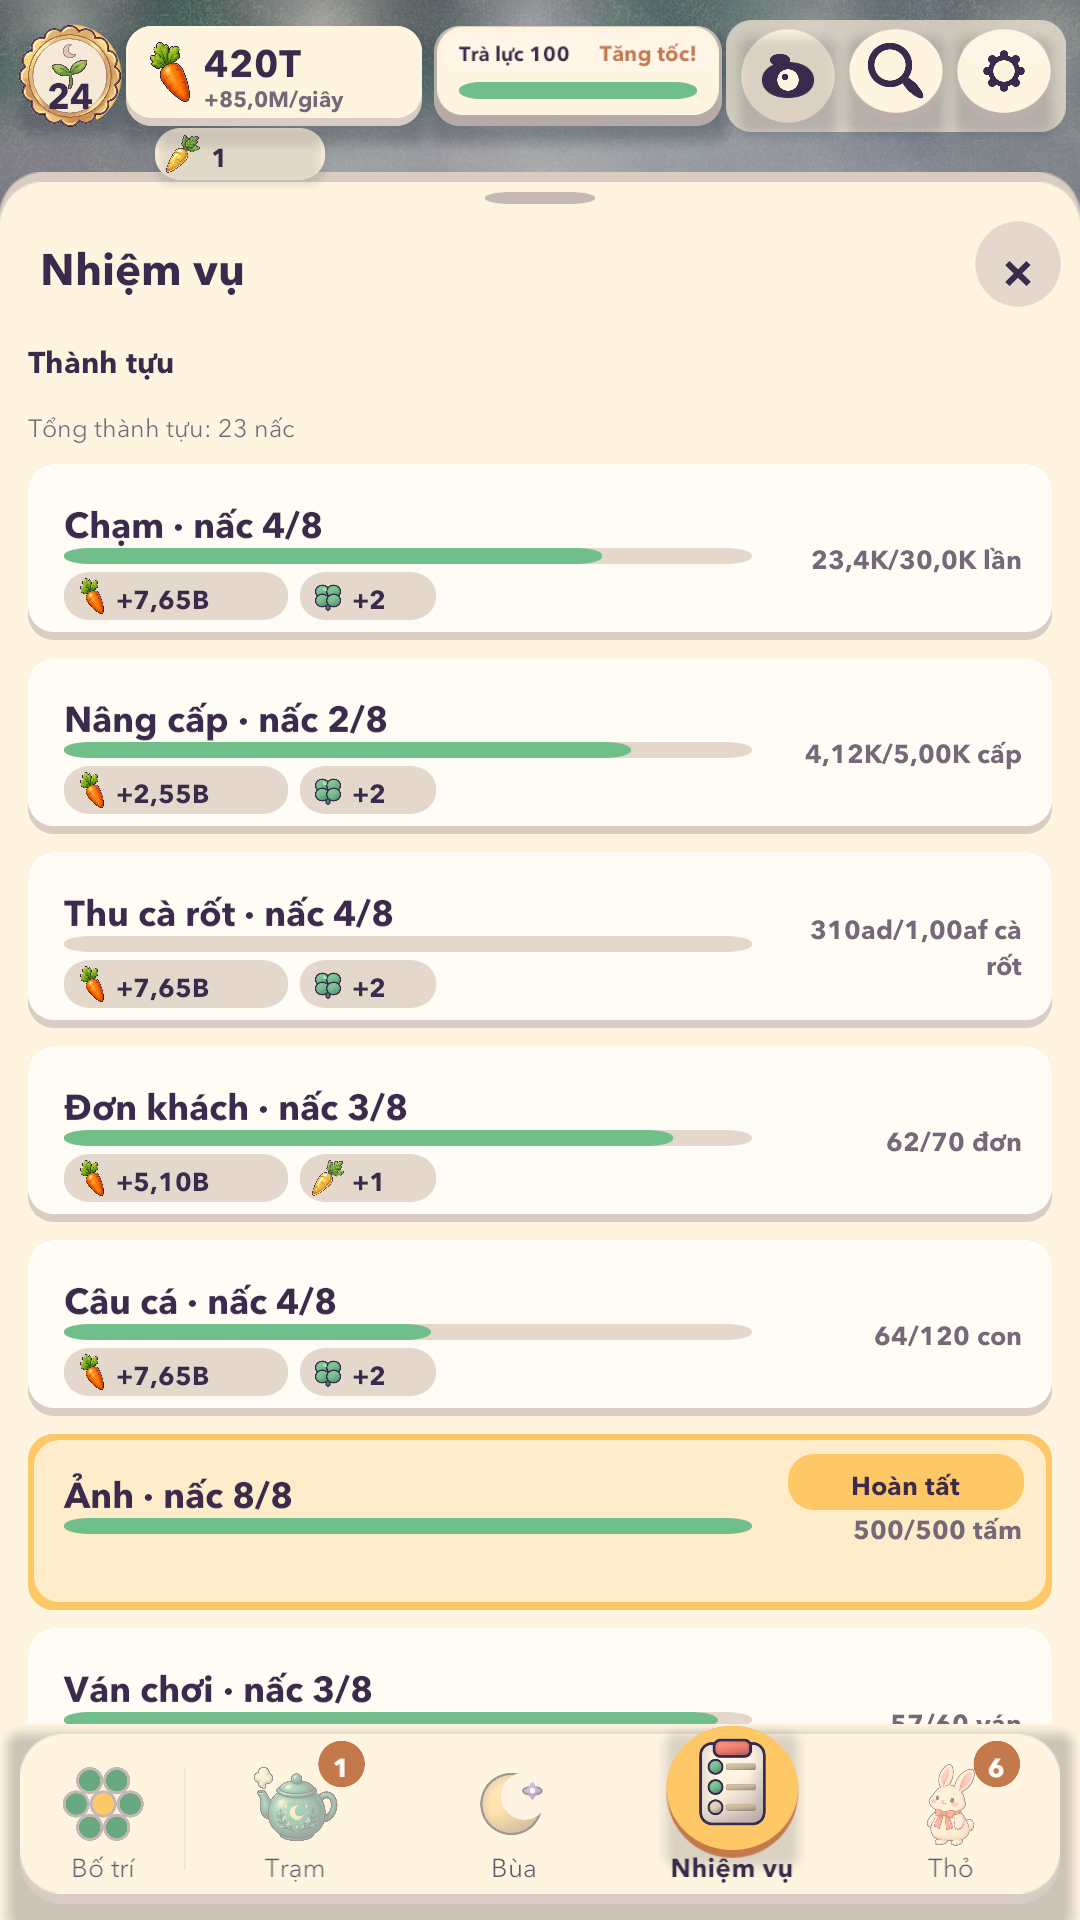 24
420T
+85,0M/giây
Trà lực 100
Tăng tốc!
1
Nhiệm vụ
Thành tựu
Tổng thành tựu: 23 nấc
Chạm · nấc 4/8
23,4K/30,0K lần
+7,65B
+2
Nâng cấp · nấc 2/8
4,12K/5,00K cấp
+2,55B
+2
Thu cà rốt · nấc 4/8
310ad/1,00af cà
rốt
+7,65B
+2
Đơn khách · nấc 3/8
62/70 đơn
+5,10B
+1
Câu cá · nấc 4/8
64/120 con
+7,65B
+2
Ảnh · nấc 8/8
Hoàn tất
500/500 tấm
Ván chơi · nấc 3/8
57/60 ván
1
6
Bố trí
Trạm
Bùa
Nhiệm vụ
Thỏ